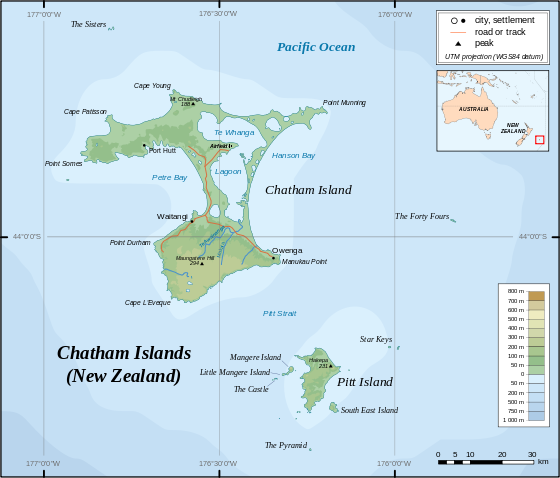 177°0'0"W
176°30'0"W
176°0'0"W
The Sisters
Pacific Ocean
city, settlement
road or track
peak
UTM projection (WGS84 datum)
AUSTRALIA
NEW
ZEALAND
Cape Young
Mt Chudleigh
188
Point Munning
Cape Pattisson
Te Whanga
Lagoon
Airfield
Port Hutt
Hanson Bay
Point Somes
Petre Bay
Chatham Island
Waitangi
The Forty Fours
44°0'0"S
44°0'0"S
Point Durham
Owenga
Maungatere Hill
294
Manukau Point
Cape L'Eveque
Pitt Strait
800 m
700 m
600 m
500 m
400 m
300 m
200 m
100 m
50 m
0
50 m
200 m
500 m
750 m
1 000 m
Chatham Islands
(New Zealand)
Star Keys
Mangere Island
Hakepa
231
Little Mangere Island
Pitt Island
The Castle
South East Island
The Pyramid
0 5 10 20 30
km
177°0'0"W
176°30'0"W
176°0'0"W